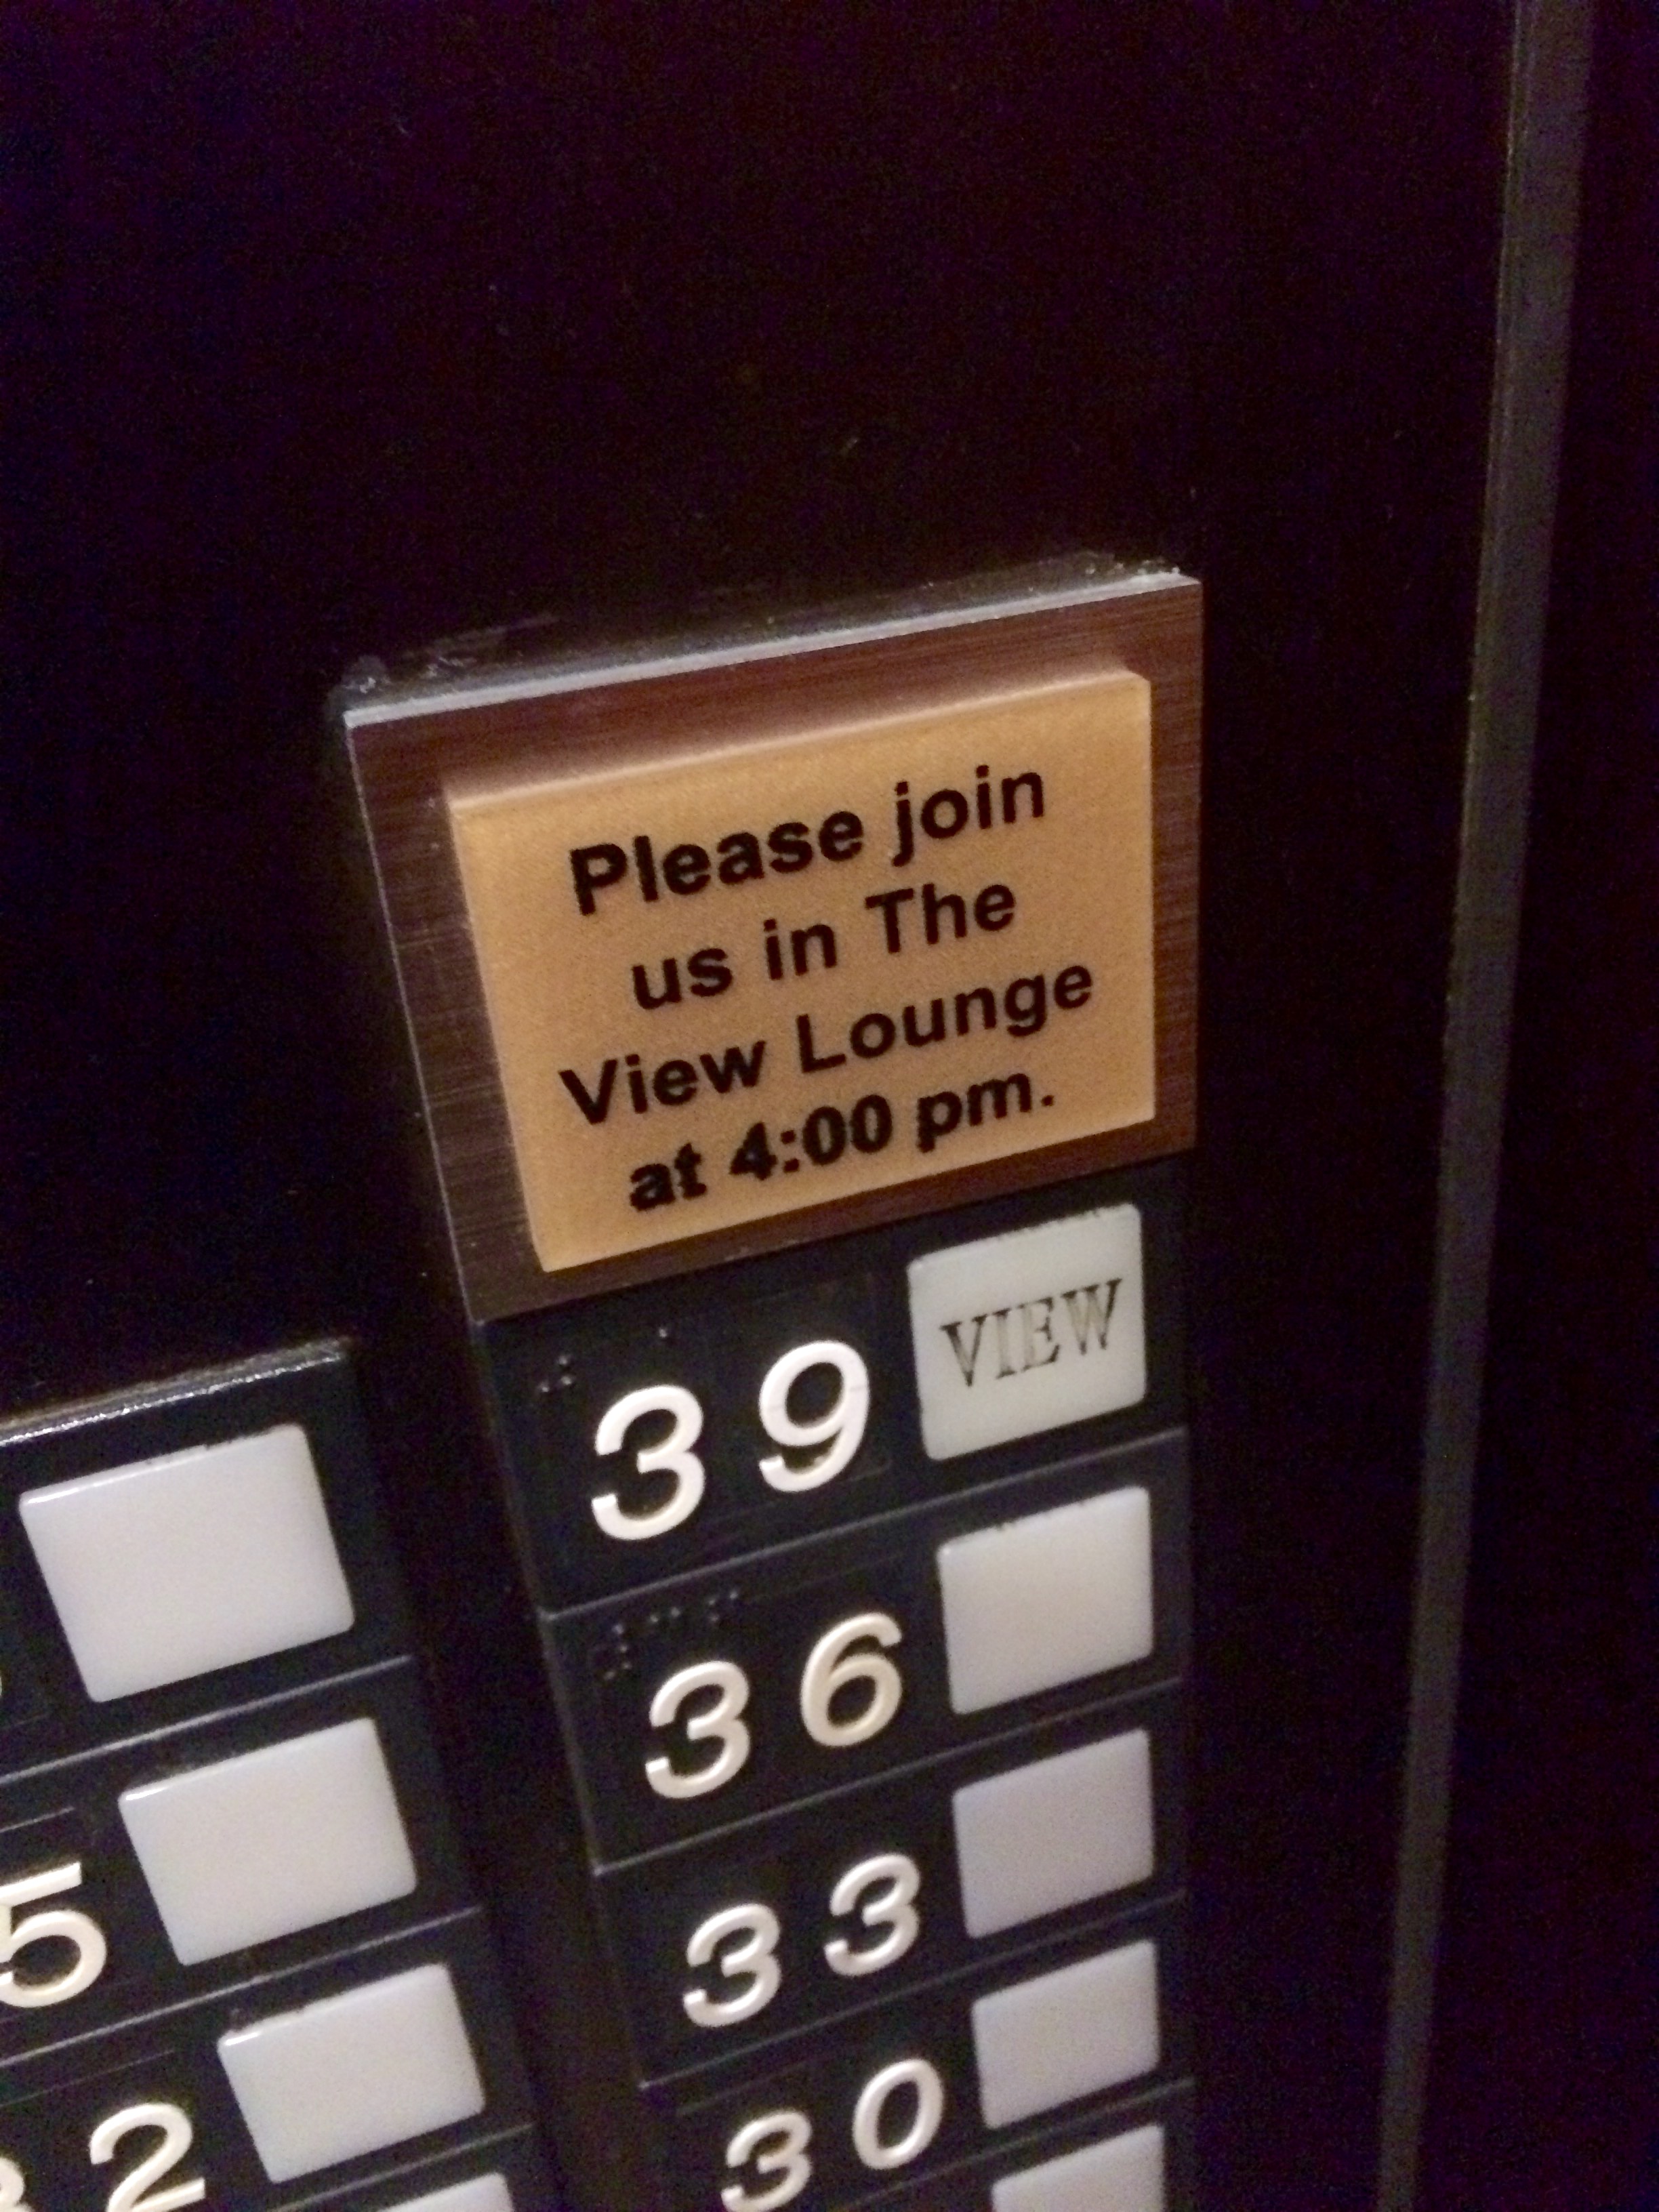 Please join
us in The
View Lounge
at 4:00 pm.
39 VIEW
36
33
5
30
2